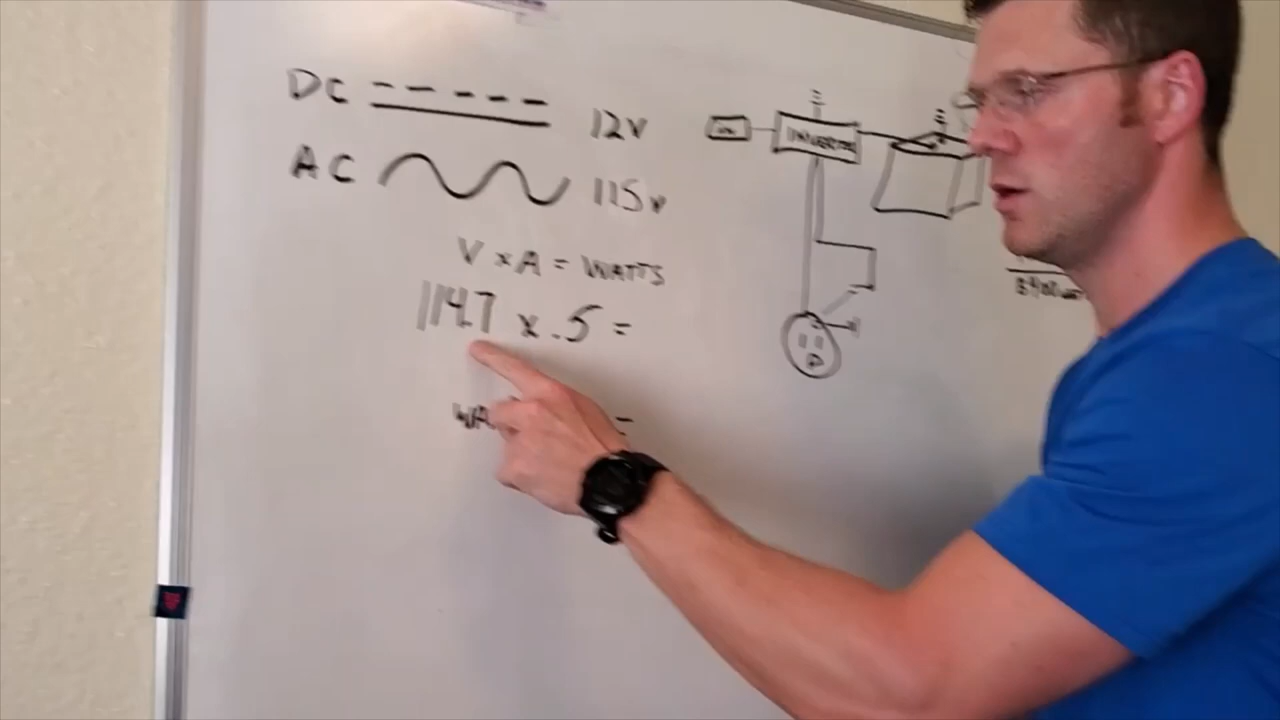 DC
12V
AC
115V
V x A = WATTS
114.7 x .5 =
=
INVERTER